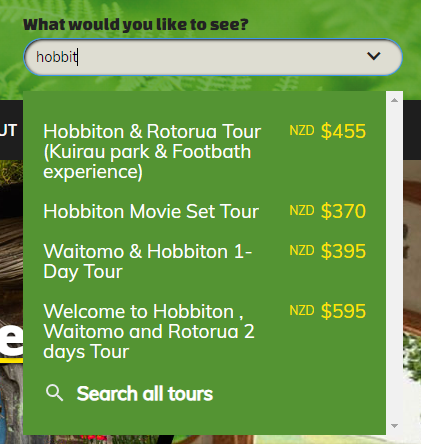 What would you like to see?
hobbit
UT
Hobbiton & Rotorua Tour NZD $455
(Kuirau park & Footbath
experience)
Hobbiton Movie Set Tour NZD $370
Waitomo & Hobbiton 1- NZD $395
Day Tour
Welcome to Hobbiton , NZD $595
Waitomo and Rotorua 2
days Tour
e
Search all tours